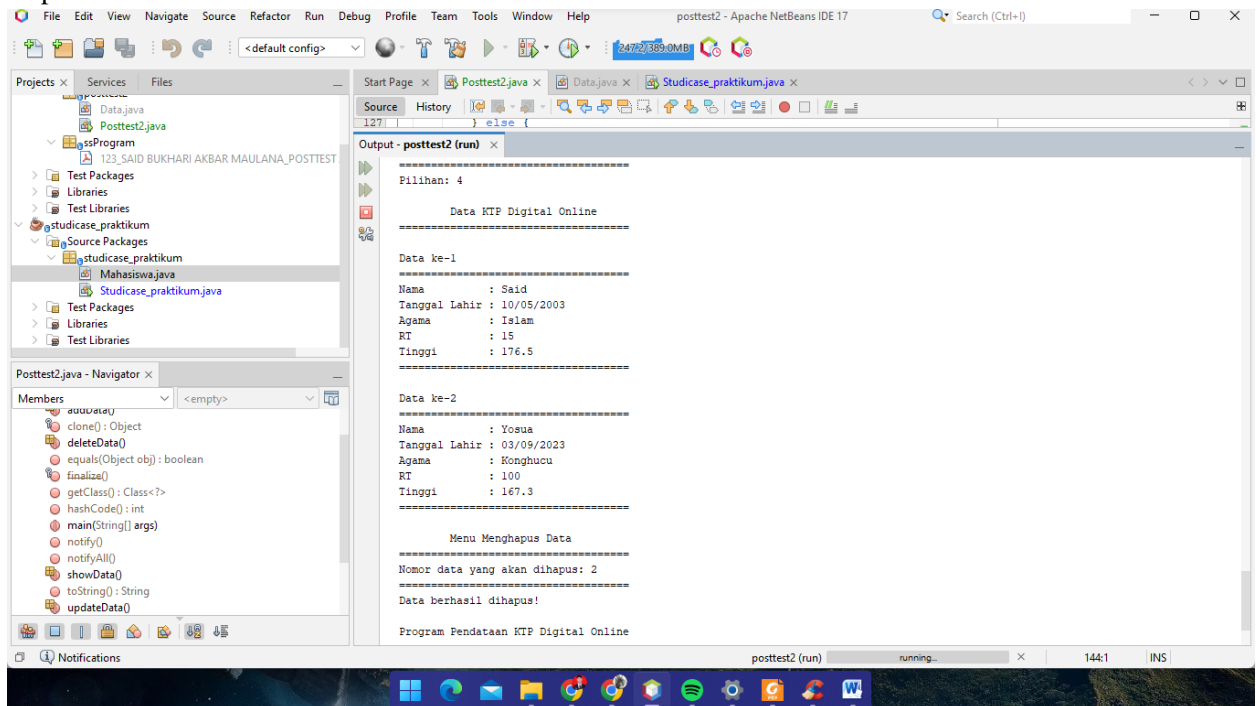 File Edit View Navigate Source Refactor Run Debug Profile Team Tools Window Help posttest2 - Apache NetBeans IDE 17 Search (Ctrl+I)
<default config> 247.2/389.0MB
Projects Services Files
Data.java
Posttest2.java
ssProgram
123_SAID BUKHARI AKBAR MAULANA_POSTTEST
Test Packages
Libraries
Test Libraries
studicase_praktikum
Source Packages
studicase_praktikum
Mahasiswa.java
Studicase_praktikum.java
Test Packages
Libraries
Test Libraries
Posttest2.java - Navigator
Members <empty>
addData()
clone() : Object
deleteData()
equals(Object obj) : boolean
finalize()
getClass() : Class<?>
hashCode() : int
main(String[] args)
notify()
notifyAll()
showData()
toString() : String
updateData()
Start Page Posttest2.java Data.java Studicase_praktikum.java
Source History
127 } else {
Output - posttest2 (run)
====================================
Pilihan: 4
Data KTP Digital Online
====================================
Data ke-1
====================================
Nama : Said
Tanggal Lahir : 10/05/2003
Agama : Islam
RT : 15
Tinggi : 176.5
====================================
Data ke-2
====================================
Nama : Yosua
Tanggal Lahir : 03/09/2023
Agama : Konghucu
RT : 100
Tinggi : 167.3
====================================
Menu Menghapus Data
====================================
Nomor data yang akan dihapus: 2
====================================
Data berhasil dihapus!
Program Pendataan KTP Digital Online
Notifications posttest2 (run) running... 144:1 INS